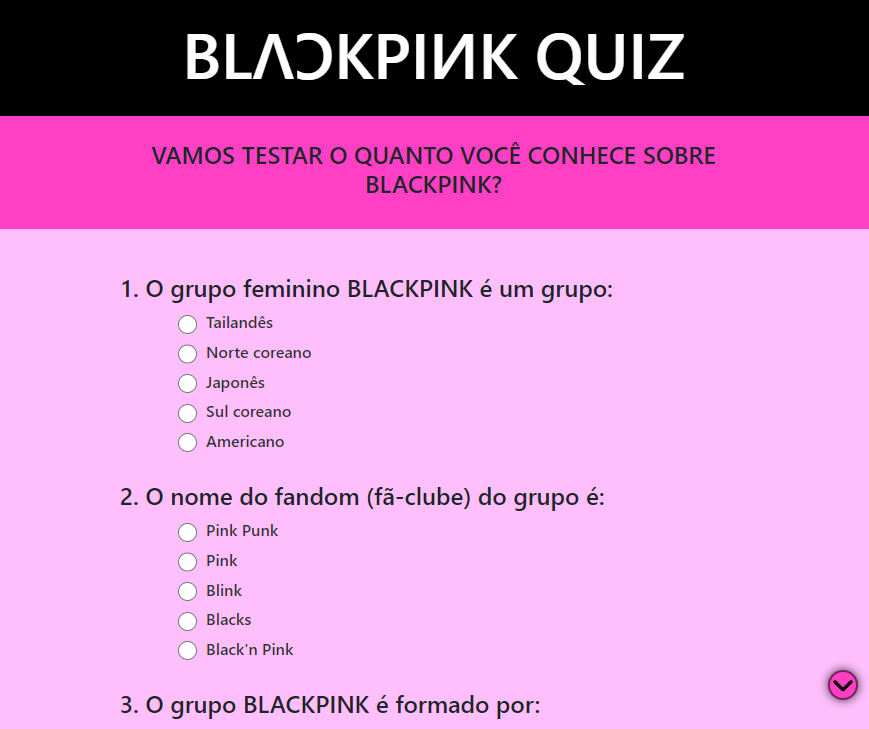 BLɅƆKPIИK QUIZ
VAMOS TESTAR O QUANTO VOCÊ CONHECE SOBRE
BLACKPINK?
1. O grupo feminino BLACKPINK é um grupo:
Tailandês
Norte coreano
Japonês
Sul coreano
Americano
2. O nome do fandom (fã-clube) do grupo é:
Pink Punk
Pink
Blink
Blacks
Black'n Pink
3. O grupo BLACKPINK é formado por: